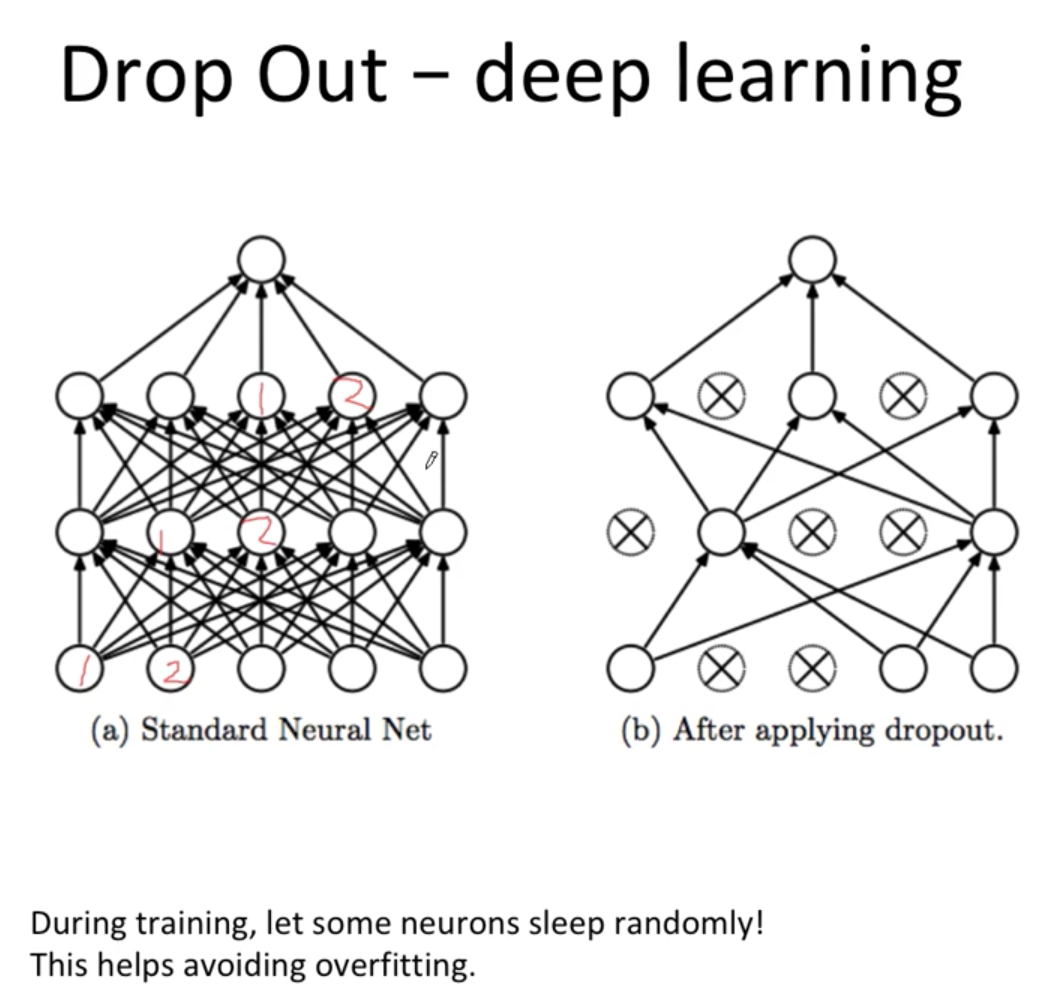 Drop Out – deep learning
1 2
1 2
1 2
(a) Standard Neural Net
(b) After applying dropout.
During training, let some neurons sleep randomly!
This helps avoiding overfitting.